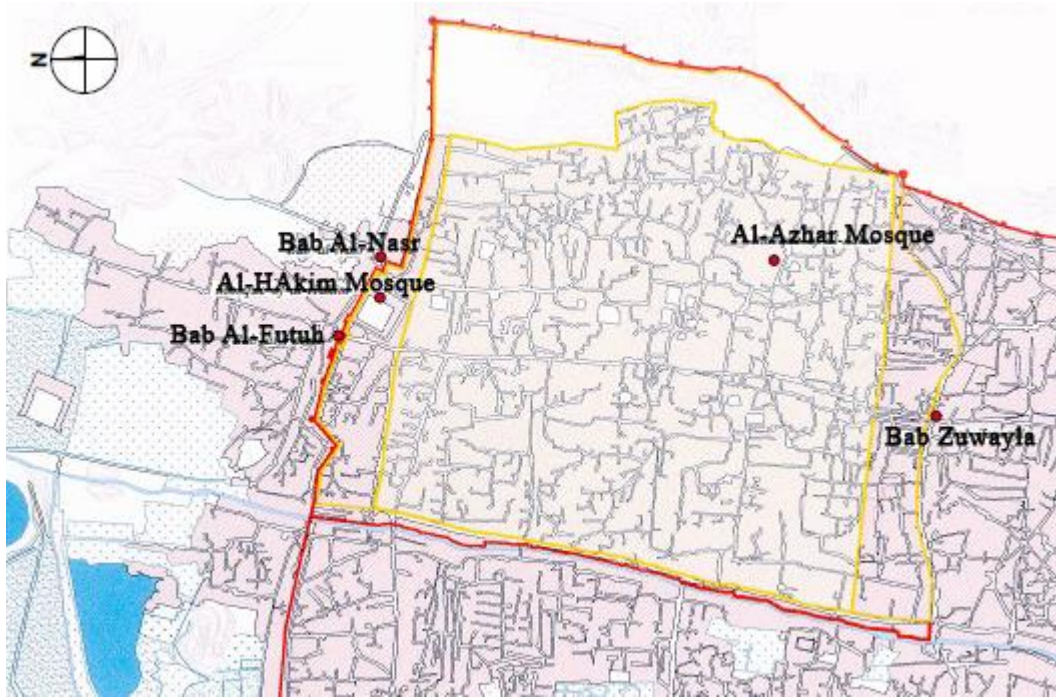 N
Bab Al-Nasr
Al-HAkim Mosque
Bab Al-Futuh
Al-Azhar Mosque
Bab Zuwayla